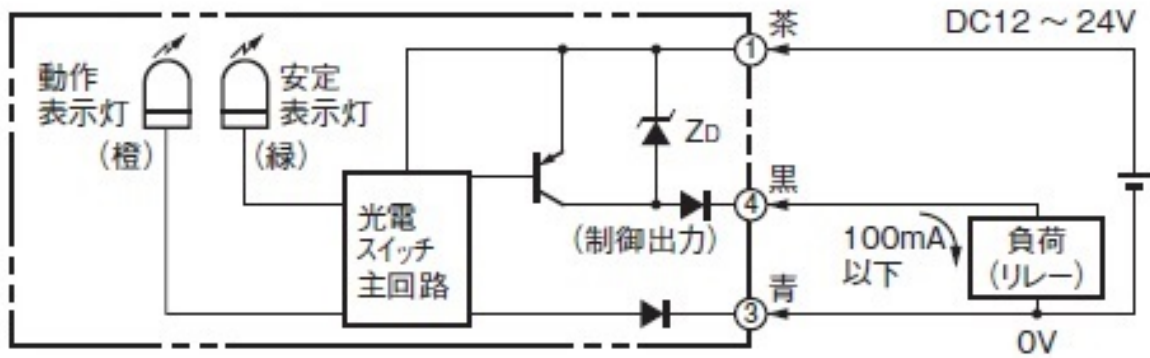 茶
DC12 ～ 24V
①
動作
表示灯
(橙)
安定
表示灯
(緑)
ZD
黒
④
光電
スイッチ
主回路
(制御出力)
100mA
以下
負荷
(リレー)
青
③
0V